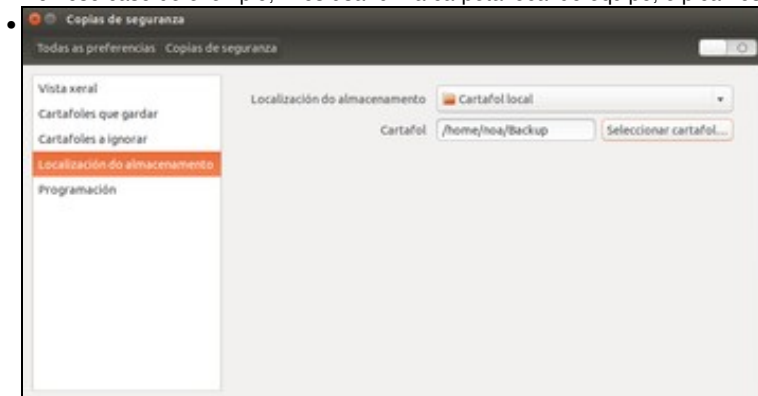 Copias de seguranza
Todas as preferencias Copias de seguranza
Vista xeral
Cartafoles que gardar
Cartafoles a ignorar
Localización do almacenamento
Programación
Localización do almacenamento Cartafol local
Cartafol /home/noa/Backup Seleccionar cartafol...